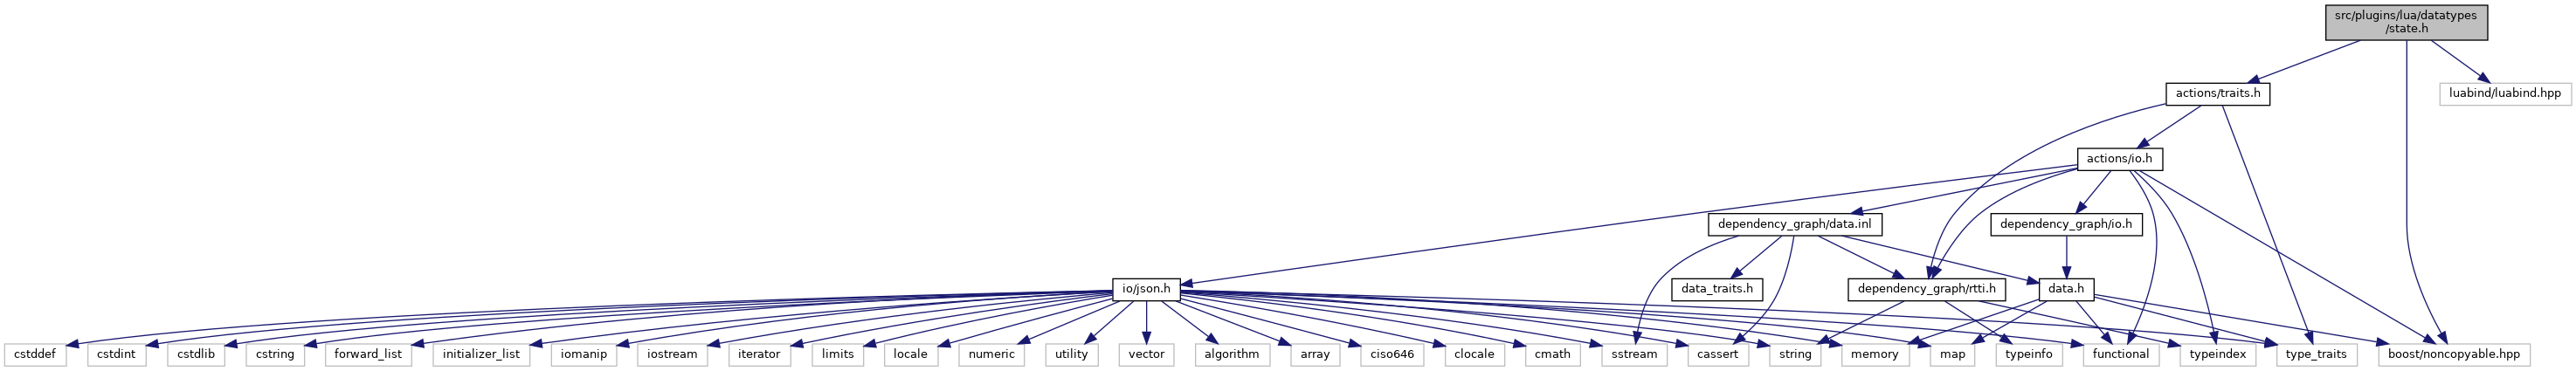 src/plugins/lua/datatypes
/state.h
actions/traits.h
luabind/luabind.hpp
actions/io.h
dependency_graph/data.inl
dependency_graph/io.h
io/json.h
data_traits.h
dependency_graph/rtti.h
data.h
cstddef
cstdint
cstdlib
cstring
forward_list
initializer_list
iomanip
iostream
iterator
limits
locale
numeric
utility
vector
algorithm
array
ciso646
clocale
cmath
sstream
cassert
string
memory
map
typeinfo
functional
typeindex
type_traits
boost/noncopyable.hpp